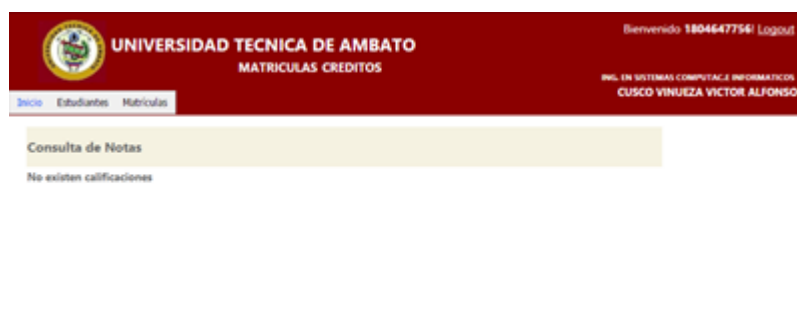 Bienvenido 1804647756! Logout
UNIVERSIDAD TECNICA DE AMBATO
MATRICULAS CREDITOS
ING. EN SISTEMAS COMPUTAC.E INFORMATICOS
CUSCO VINUEZA VICTOR ALFONSO
Inicio Estudiantes Matrículas
Consulta de Notas
No existen calificaciones